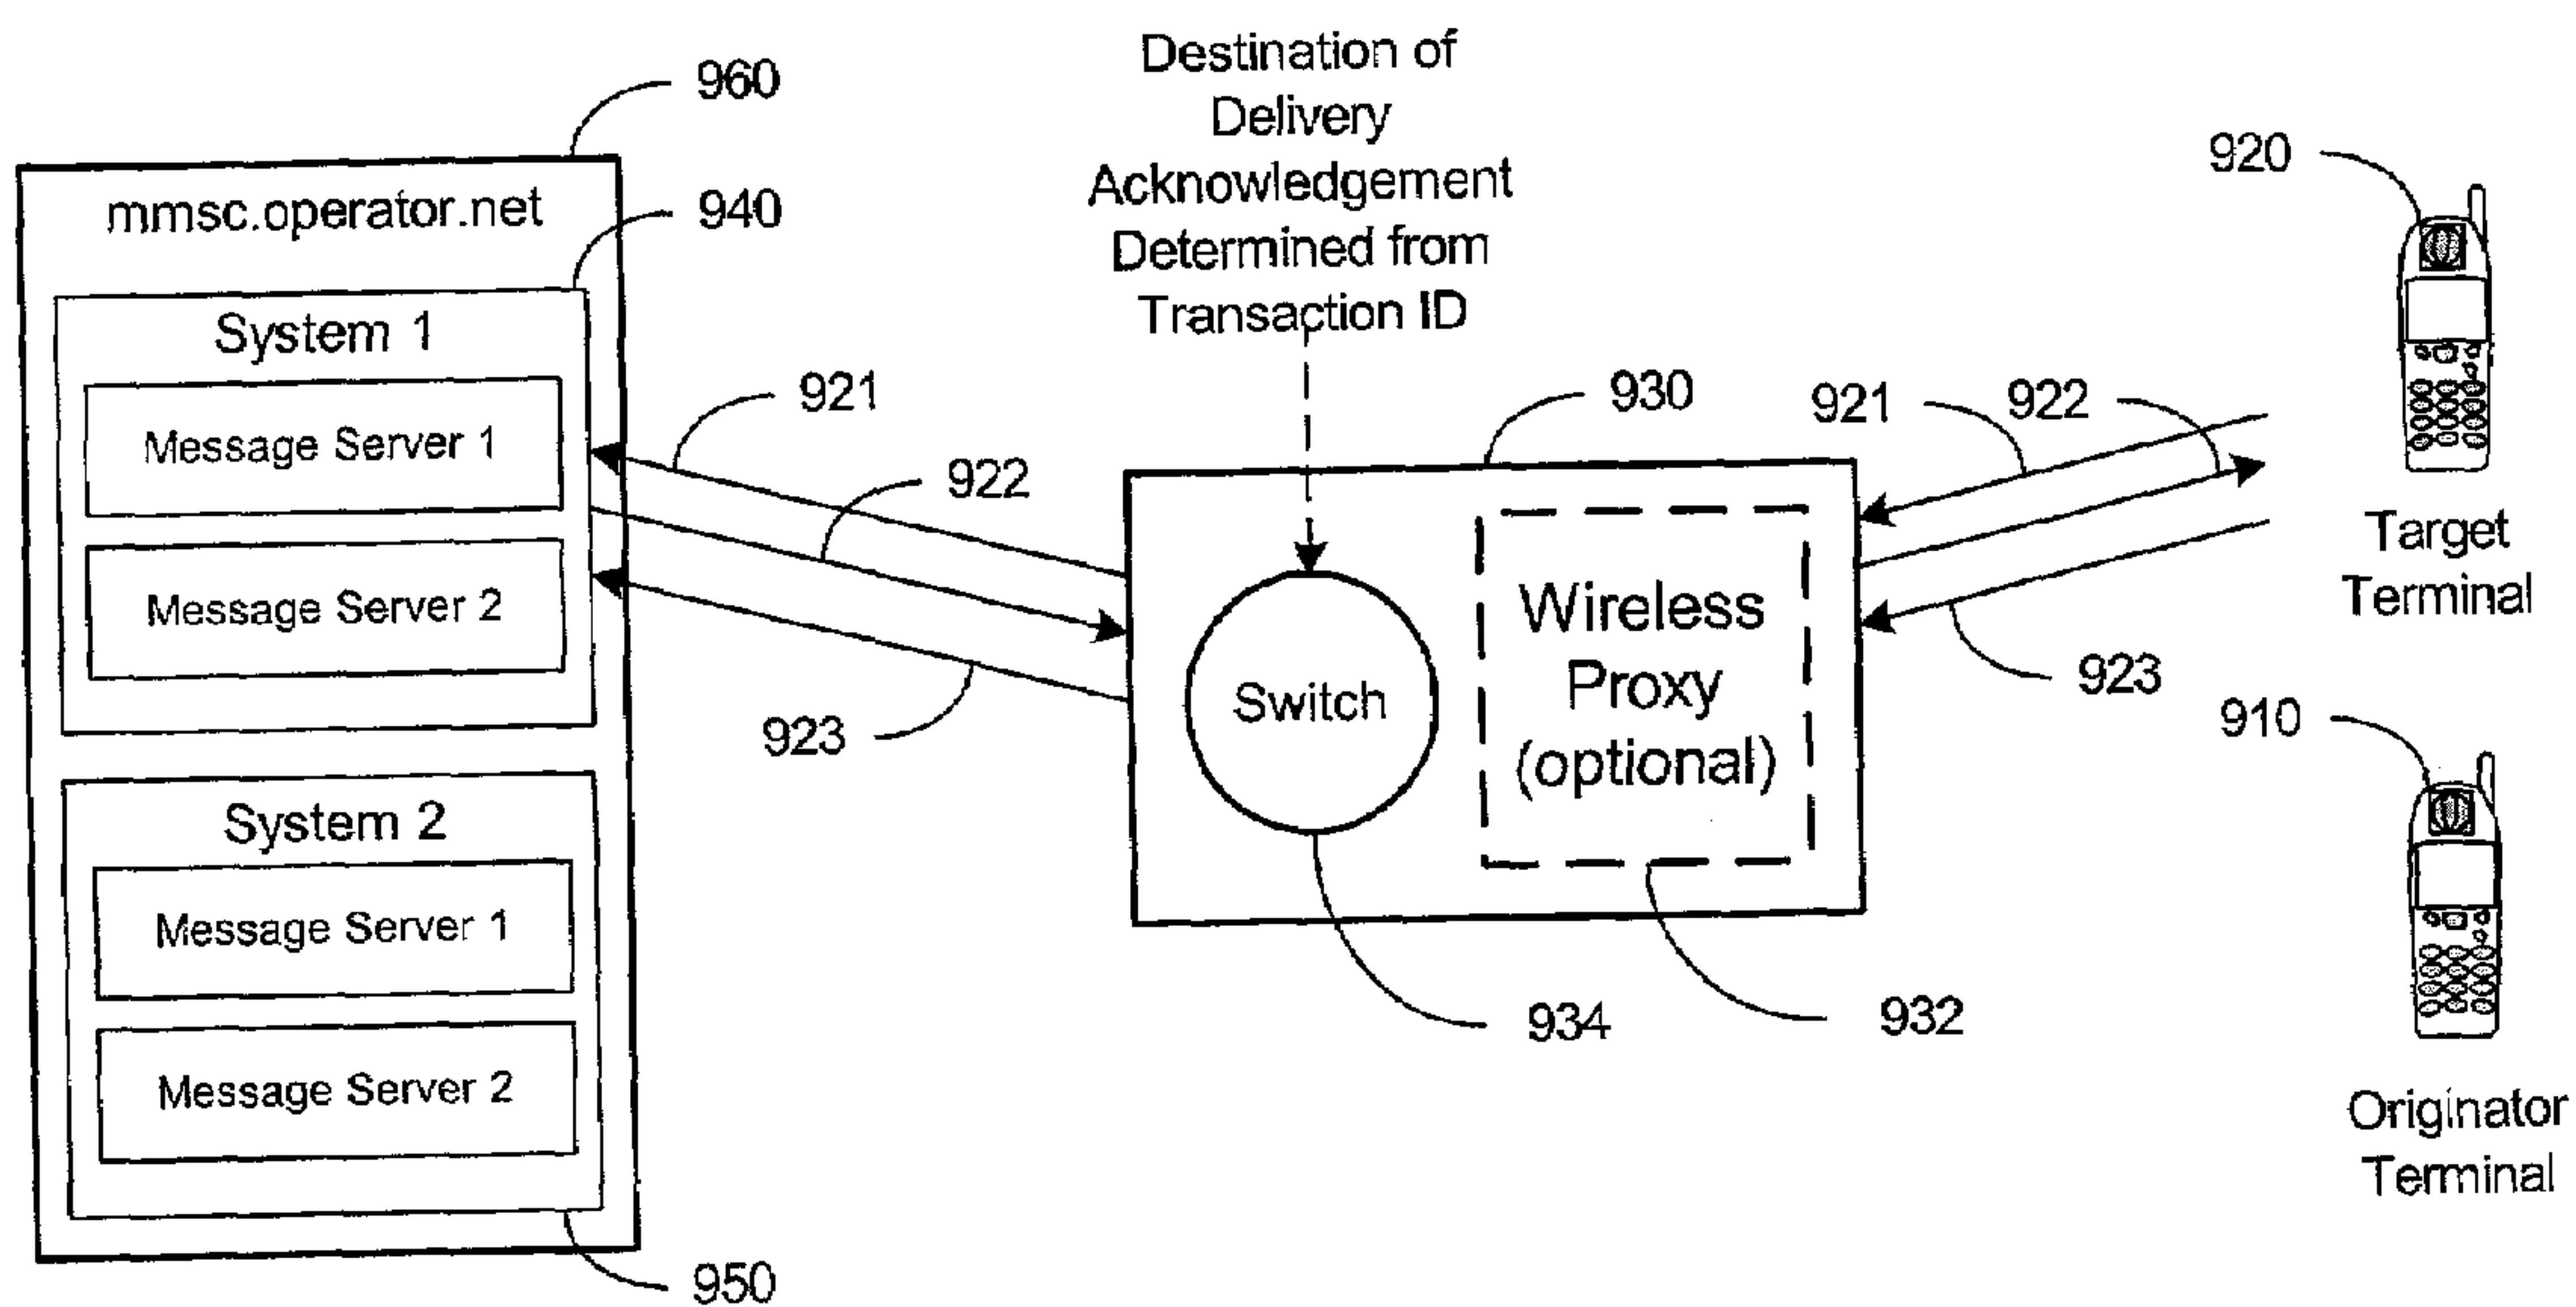 960
mmsc.operator.net
940
System 1
Message Server 1
Message Server 2
System 2
Message Server 1
Message Server 2
950
921
922
923
Destination of
Delivery
Acknowledgement
Determined from
Transaction ID
930
Switch
Wireless
Proxy
(optional)
934
932
921
922
923
920
Target
Terminal
910
Originator
Terminal